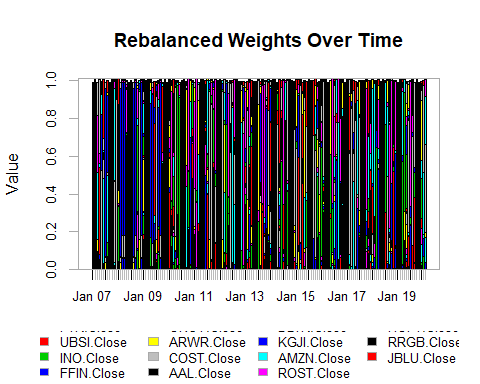 Rebalanced Weights Over Time
Value
1.0
0.8
0.6
0.4
0.2
0.0
Jan 07 Jan 09 Jan 11 Jan 13 Jan 15 Jan 17 Jan 19
UBSI.Close ARWR.Close KGJI.Close RRGB.Close
INO.Close COST.Close AMZN.Close JBLU.Close
FFIN.Close AAL.Close ROST.Close